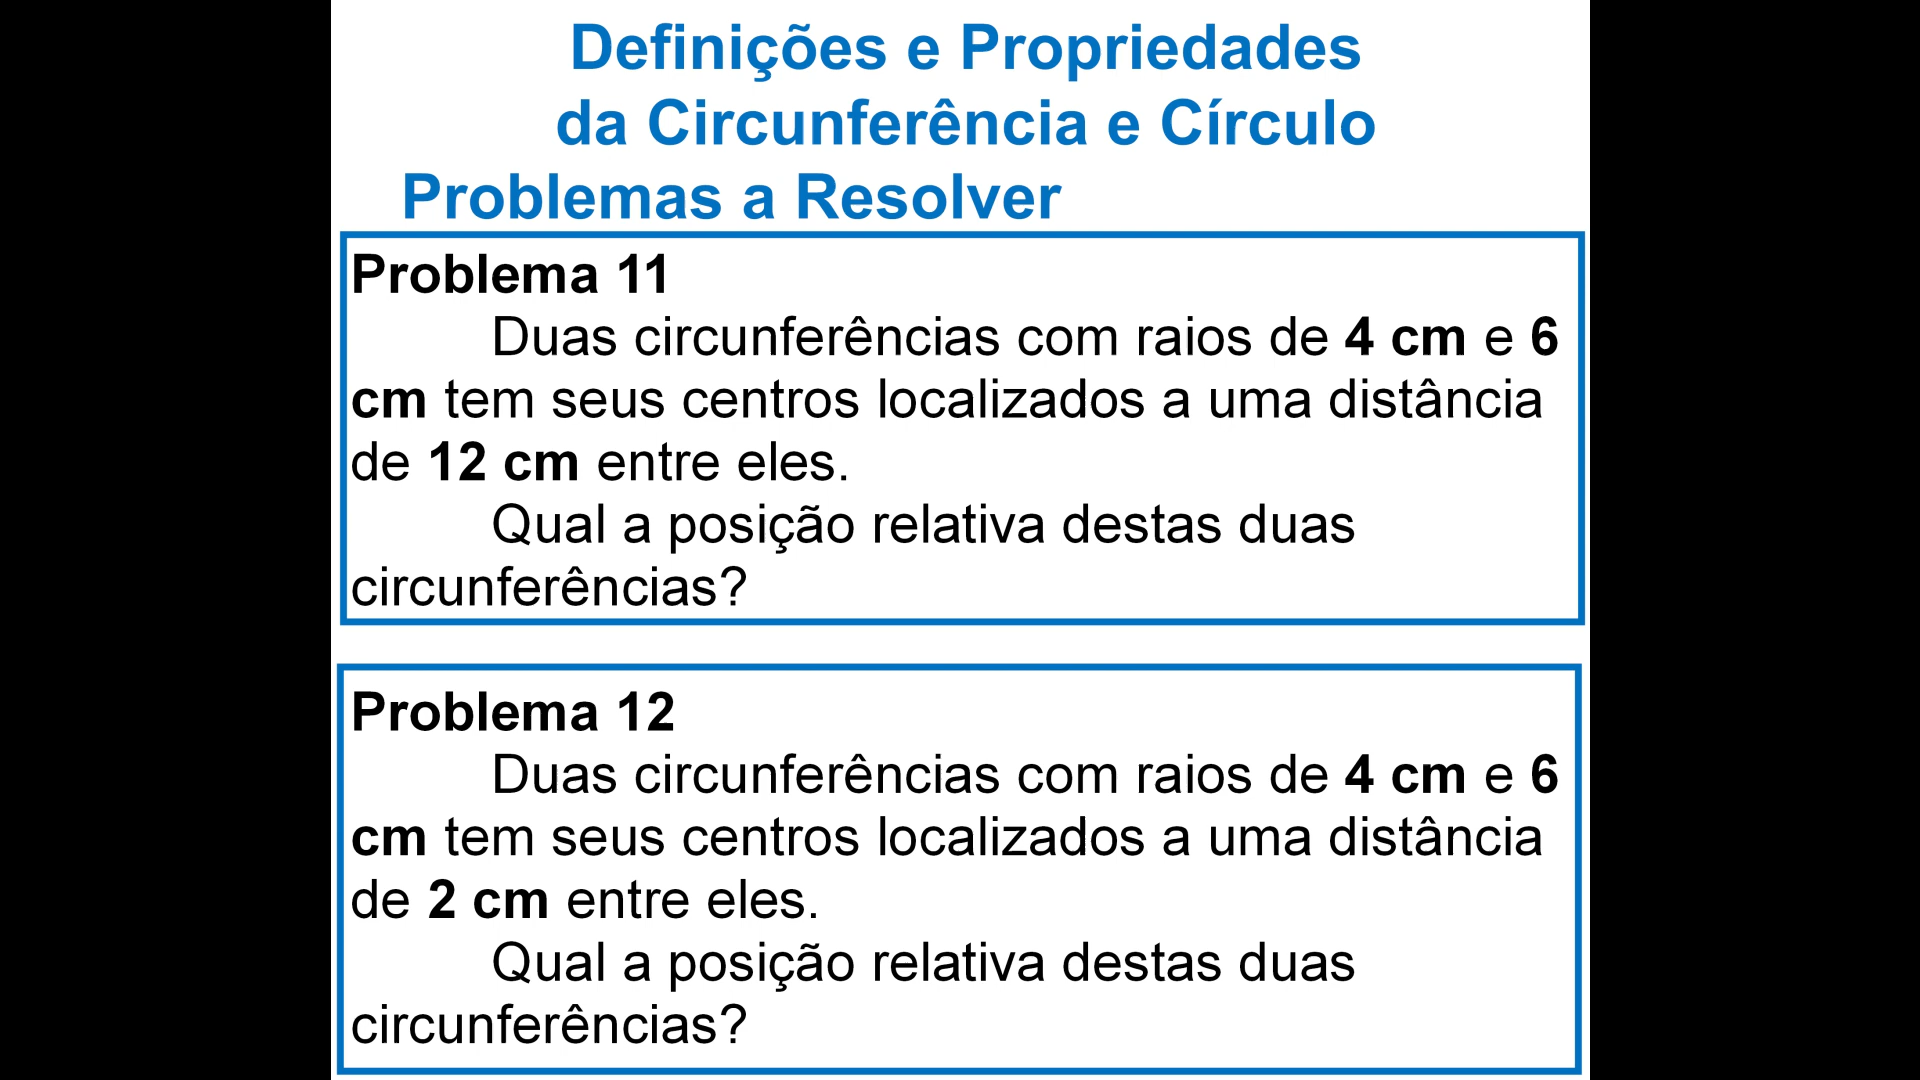 Definições e Propriedades
da Circunferência e Círculo
Problemas a Resolver
Problema 11
Duas circunferências com raios de 4 cm e 6
cm tem seus centros localizados a uma distância
de 12 cm entre eles.
Qual a posição relativa destas duas
circunferências?
Problema 12
Duas circunferências com raios de 4 cm e 6
cm tem seus centros localizados a uma distância
de 2 cm entre eles.
Qual a posição relativa destas duas
circunferências?